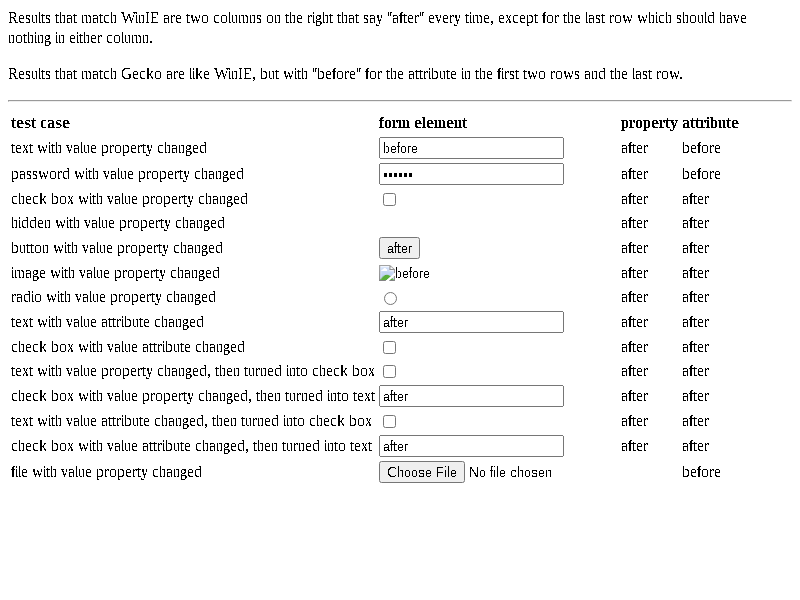 Results that match WinIE are two columns on the right that say "after" every time, except for the last row which should have
nothing in either column.
Results that match Gecko are like WinIE, but with "before" for the attribute in the first two rows and the last row.
test case form element property attribute
text with value property changed before after before
password with value property changed •••••• after before
check box with value property changed after after
hidden with value property changed after after
button with value property changed after after after
image with value property changed before after after
radio with value property changed after after
text with value attribute changed after after after
check box with value attribute changed after after
text with value property changed, then turned into check box after after
check box with value property changed, then turned into text after after after
text with value attribute changed, then turned into check box after after
check box with value attribute changed, then turned into text after after after
file with value property changed Choose File No file chosen before